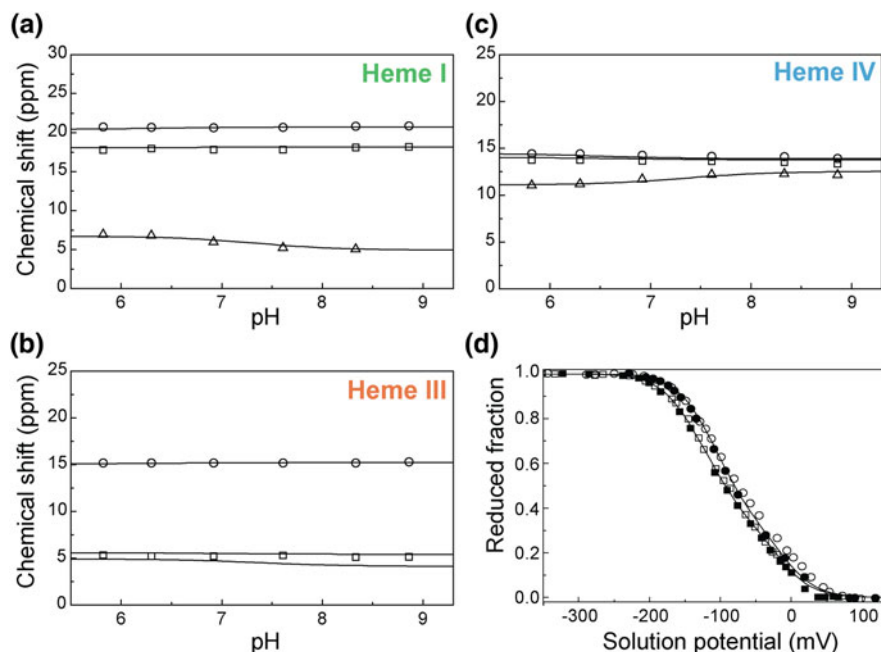 (a)
Heme I
Chemical shift (ppm)
30
25
20
15
10
5
0
6 7 8 9
pH
(c)
Heme IV
25
20
15
10
5
0
6 7 8 9
pH
(b)
Heme III
Chemical shift (ppm)
25
20
15
10
5
0
6 7 8 9
pH
(d)
Reduced fraction
1.0
0.8
0.6
0.4
0.2
0
-300 -200 -100 0 100
Solution potential (mV)